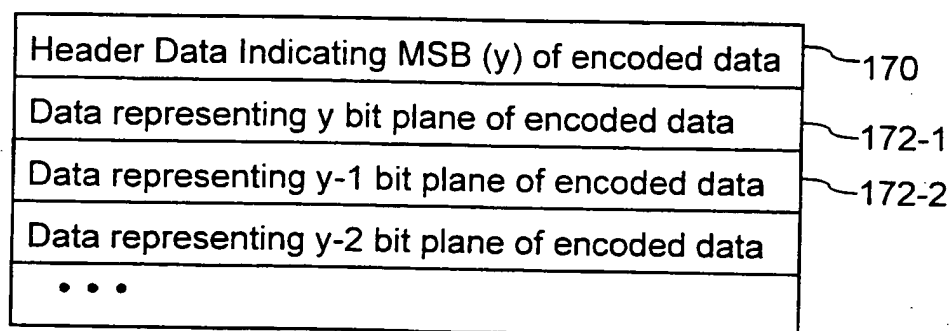 Header Data Indicating MSB (y) of encoded data 170
Data representing y bit plane of encoded data 172-1
Data representing y-1 bit plane of encoded data 172-2
Data representing y-2 bit plane of encoded data
• • •